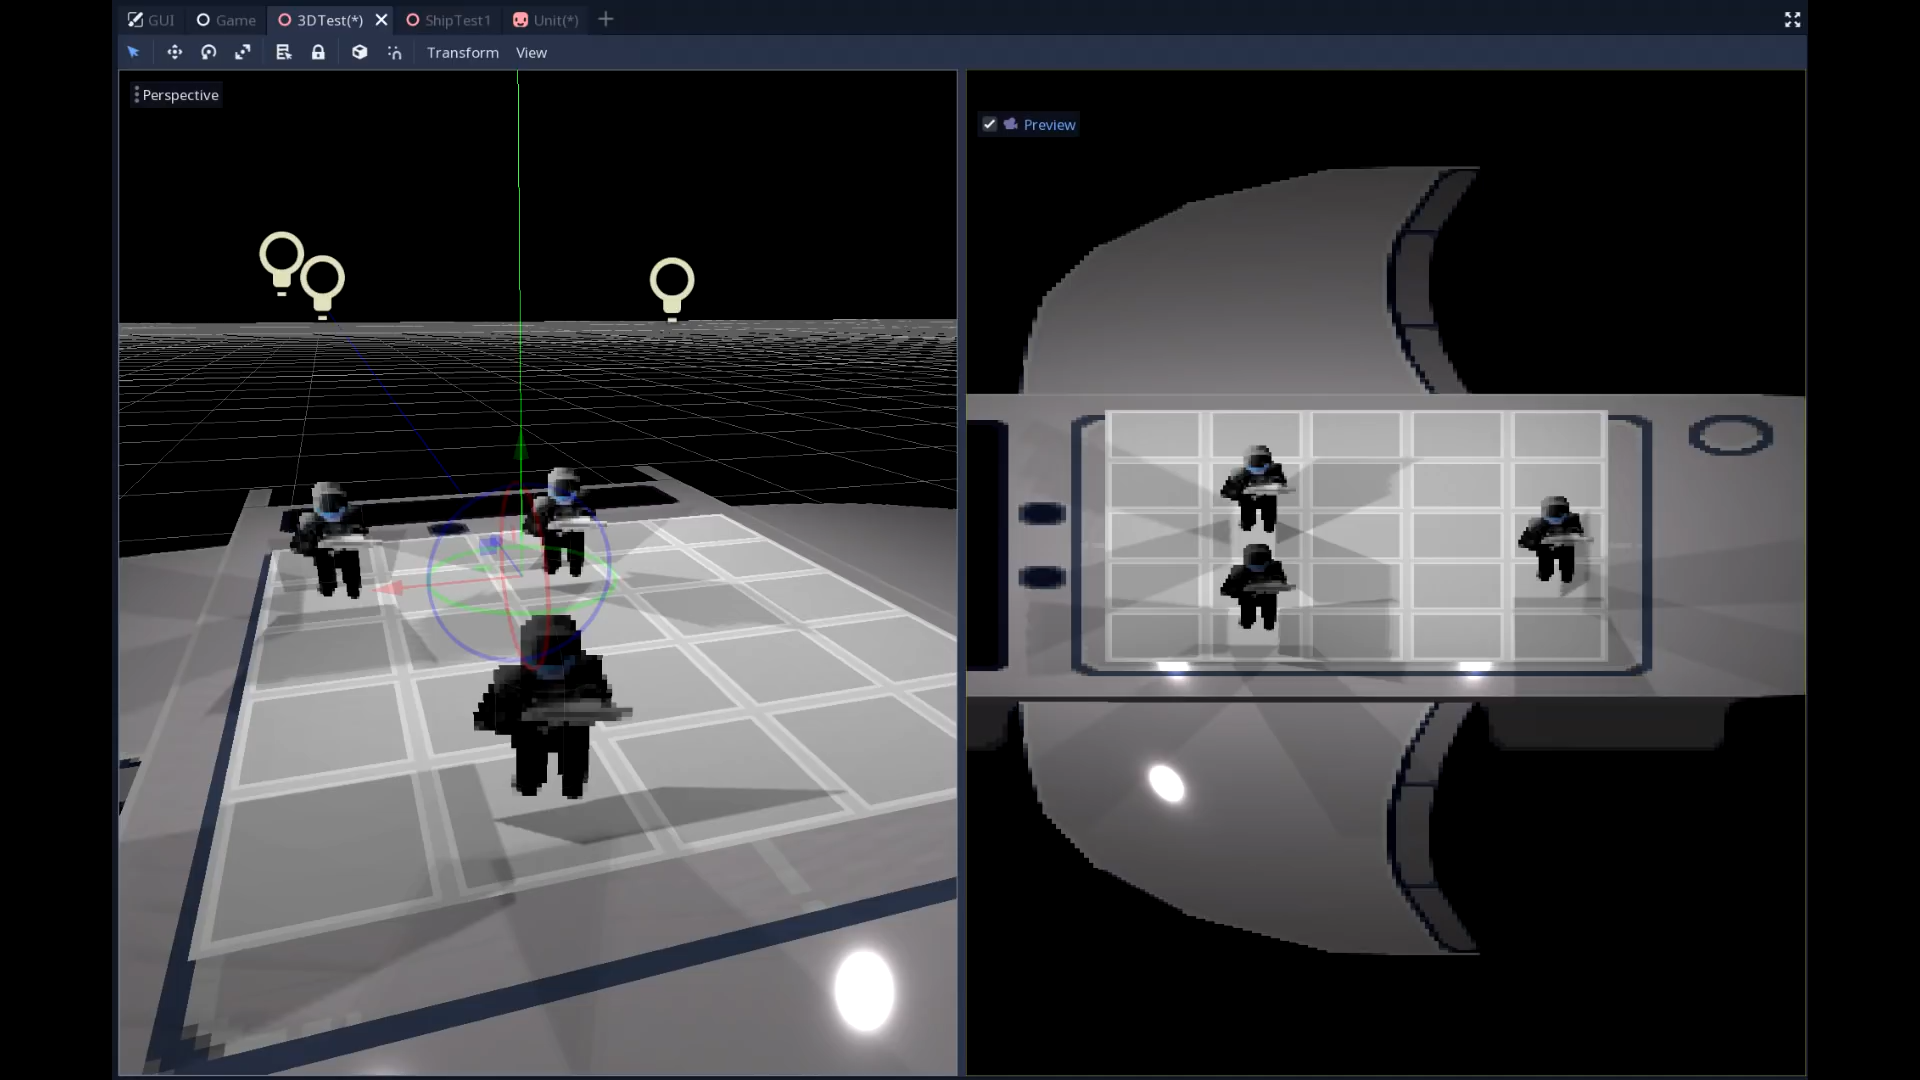 GUI Game 3DTest(*) ShipTest1 Unit(*)
Transform View
Perspective
Preview